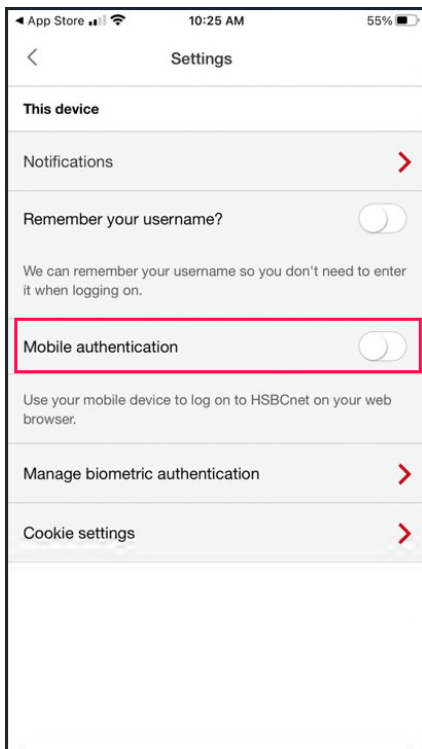 App Store 10:25 AM 55%
Settings
This device
Notifications
Remember your username?
We can remember your username so you don't need to enter
it when logging on.
Mobile authentication
Use your mobile device to log on to HSBCnet on your web
browser.
Manage biometric authentication
Cookie settings